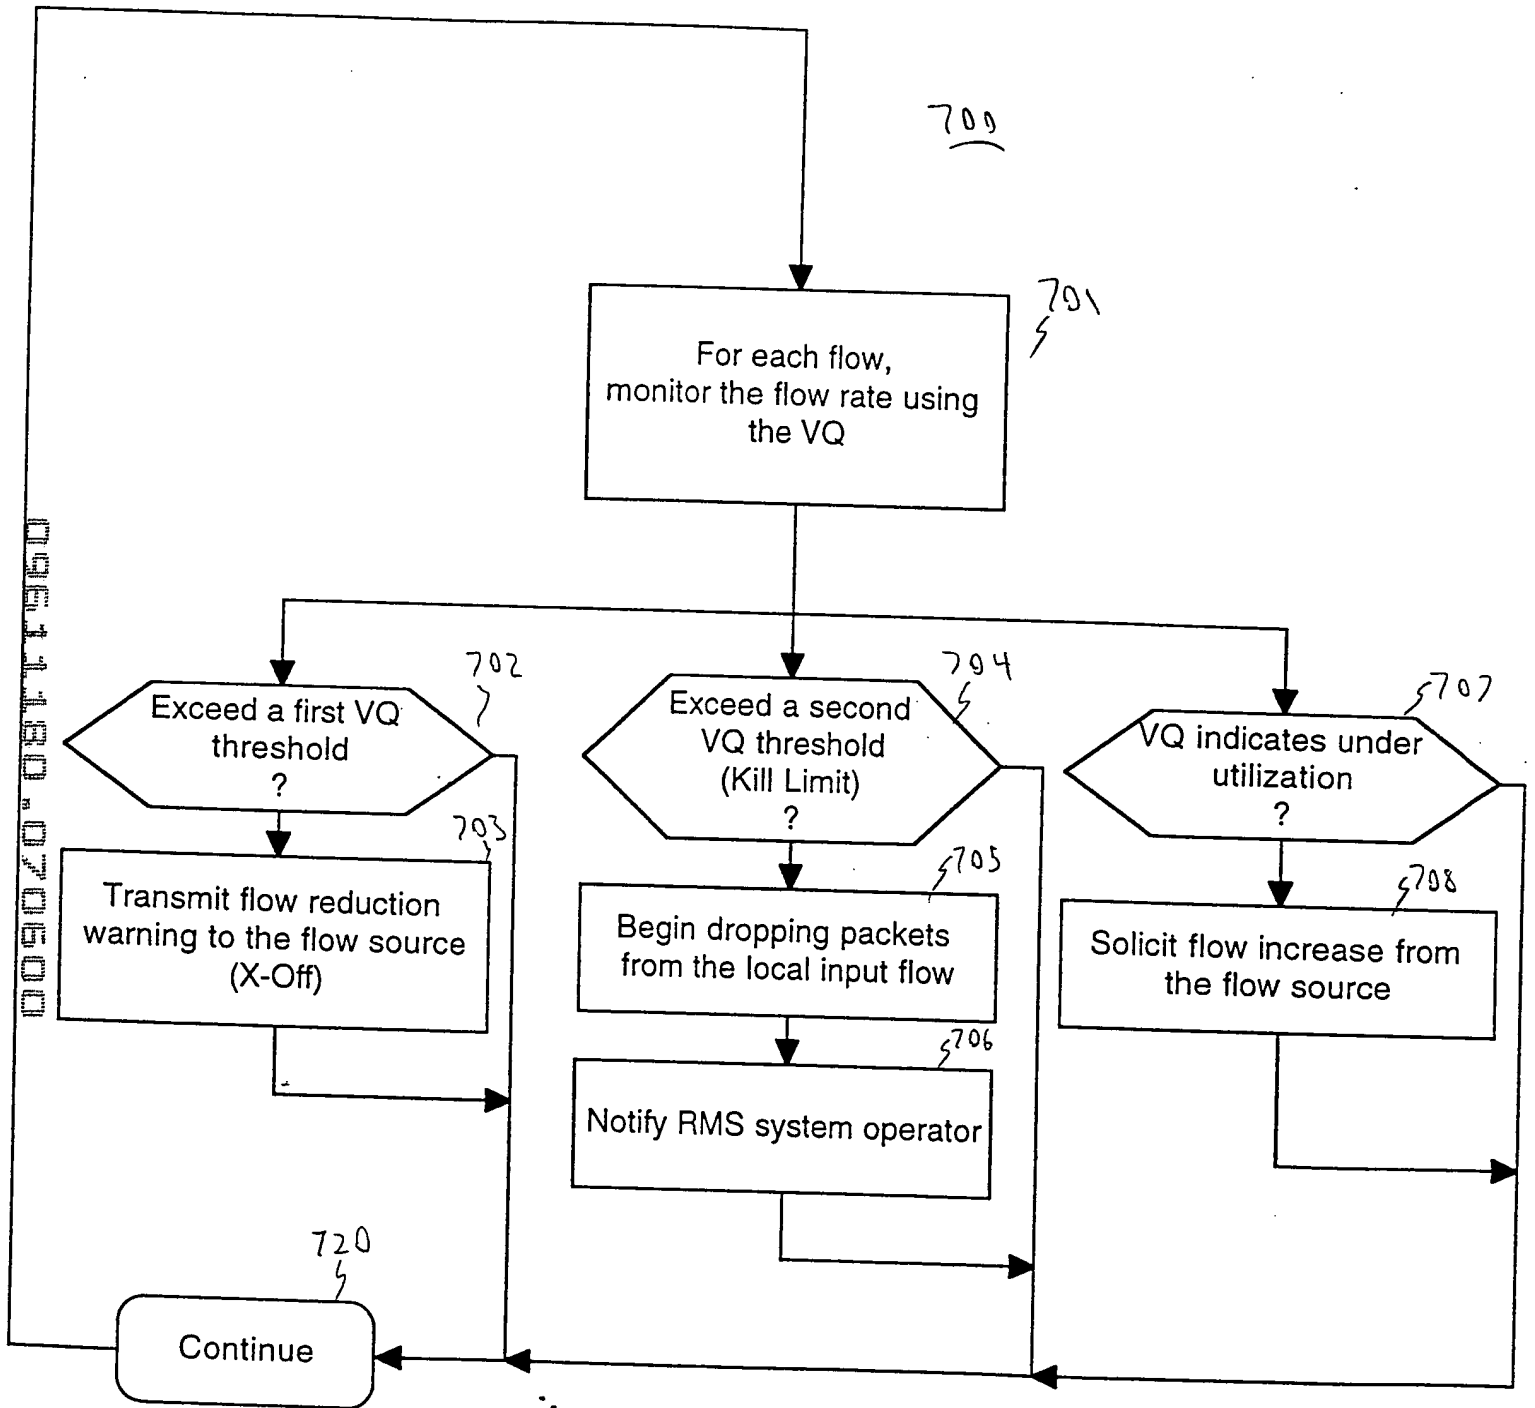 700
701
For each flow,
monitor the flow rate using
the VQ
702
Exceed a first VQ
threshold
?
703
Transmit flow reduction
warning to the flow source
(X-Off)
704
Exceed a second
VQ threshold
(Kill Limit)
?
705
Begin dropping packets
from the local input flow
706
Notify RMS system operator
707
VQ indicates under
utilization
?
708
Solicit flow increase from
the flow source
720
Continue
09611180.070600